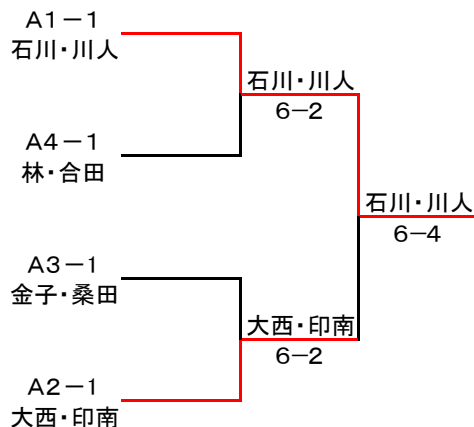 A1－1
石川・川人
石川・川人
6－2
A4－1
林・合田
石川・川人
6－4
A3－1
金子・桑田
大西・印南
6－2
A2－1
大西・印南